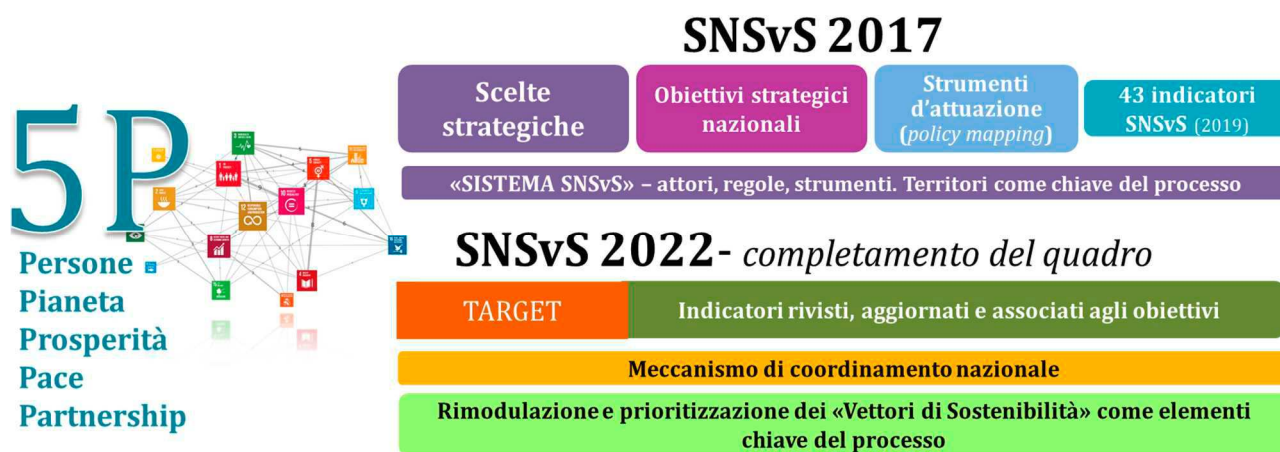 5P
Persone
Pianeta
Prosperità
Pace
Partnership
SNSvS 2017
Scelte
strategiche
Obiettivi strategici
nazionali
Strumenti
d'attuazione
(policy mapping)
43 indicatori
SNSvS (2019)
«SISTEMA SNSvS» – attori, regole, strumenti. Territori come chiave del processo
SNSvS 2022- completamento del quadro
TARGET
Indicatori rivisti, aggiornati e associati agli obiettivi
Meccanismo di coordinamento nazionale
Rimodulazione e prioritizzazione dei «Vettori di Sostenibilità» come elementi
chiave del processo